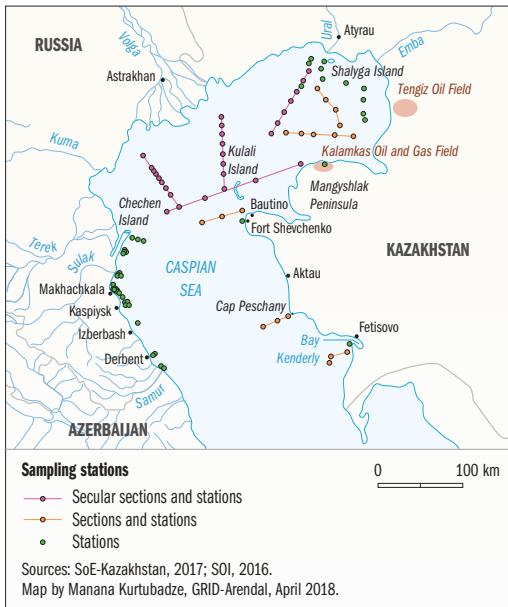 RUSSIA
Volga
Ural
Atyrau
Emba
Astrakhan
Shalyga Island
Tengiz Oil Field
Kuma
Kulali
Island
Kalamkas Oil and Gas Field
Chechen
Island
Mangyshlak
Peninsula
Bautino
Fort Shevchenko
Terek
Sulak
CASPIAN
SEA
KAZAKHSTAN
Makhachkala
Aktau
Kaspiysk
Cap Peschany
Izberbash
Fetisovo
Bay
Kenderly
Derbent
Samur
AZERBAIJAN
Sampling stations
0 100 km
Secular sections and stations
Sections and stations
Stations
Sources: SoE-Kazakhstan, 2017; SOI, 2016.
Map by Manana Kurtubadze, GRID-Arendal, April 2018.